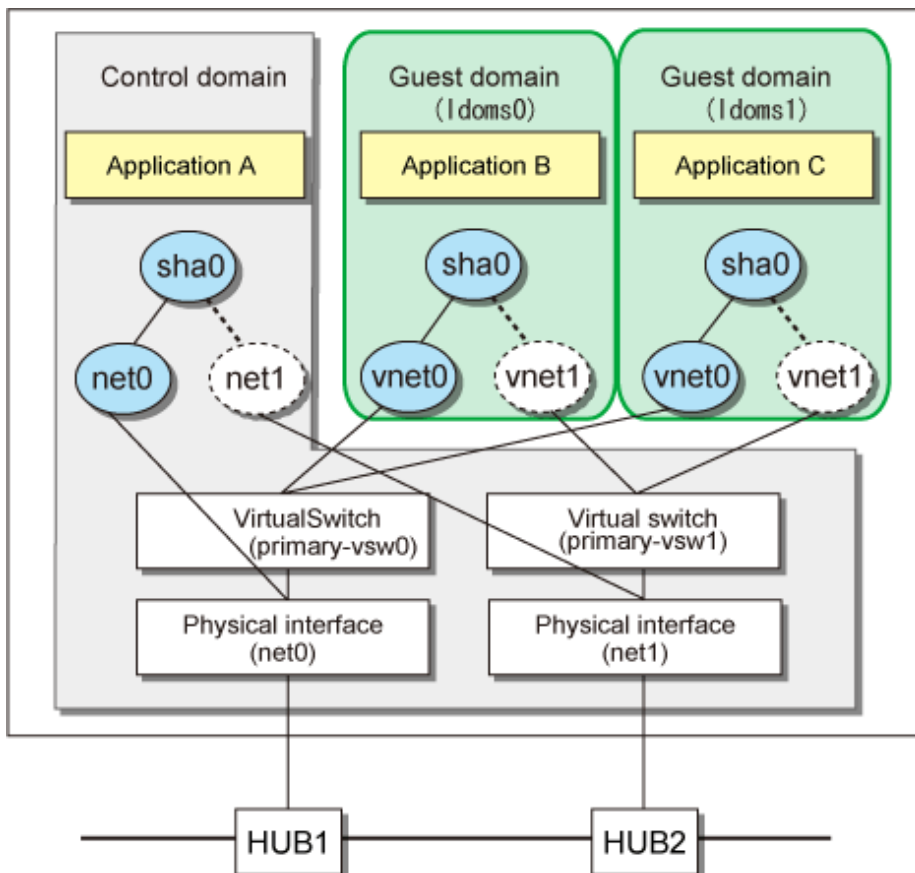 Control domain
Guest domain
(ldoms0)
Guest domain
(ldoms1)
Application A
Application B
Application C
sha0
sha0
sha0
net0
net1
vnet0
vnet1
vnet0
vnet1
VirtualSwitch
(primary-vsw0)
Virtual switch
(primary-vsw1)
Physical interface
(net0)
Physical interface
(net1)
HUB1
HUB2